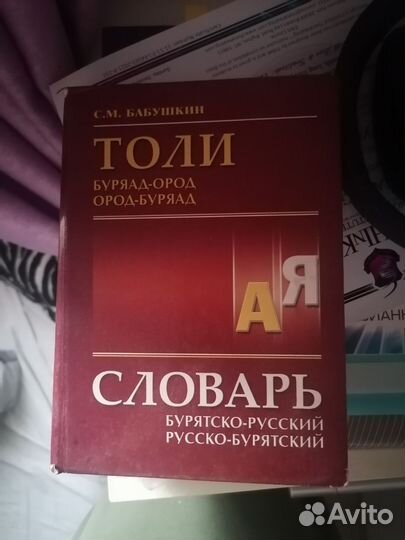 С.М. БАБУШКИН
ТОЛИ
БУРЯАД-ОРОД
ОРОД-БУРЯАД
А Я
СЛОВАРЬ
БУРЯТСКО-РУССКИЙ
РУССКО-БУРЯТСКИЙ
Avito